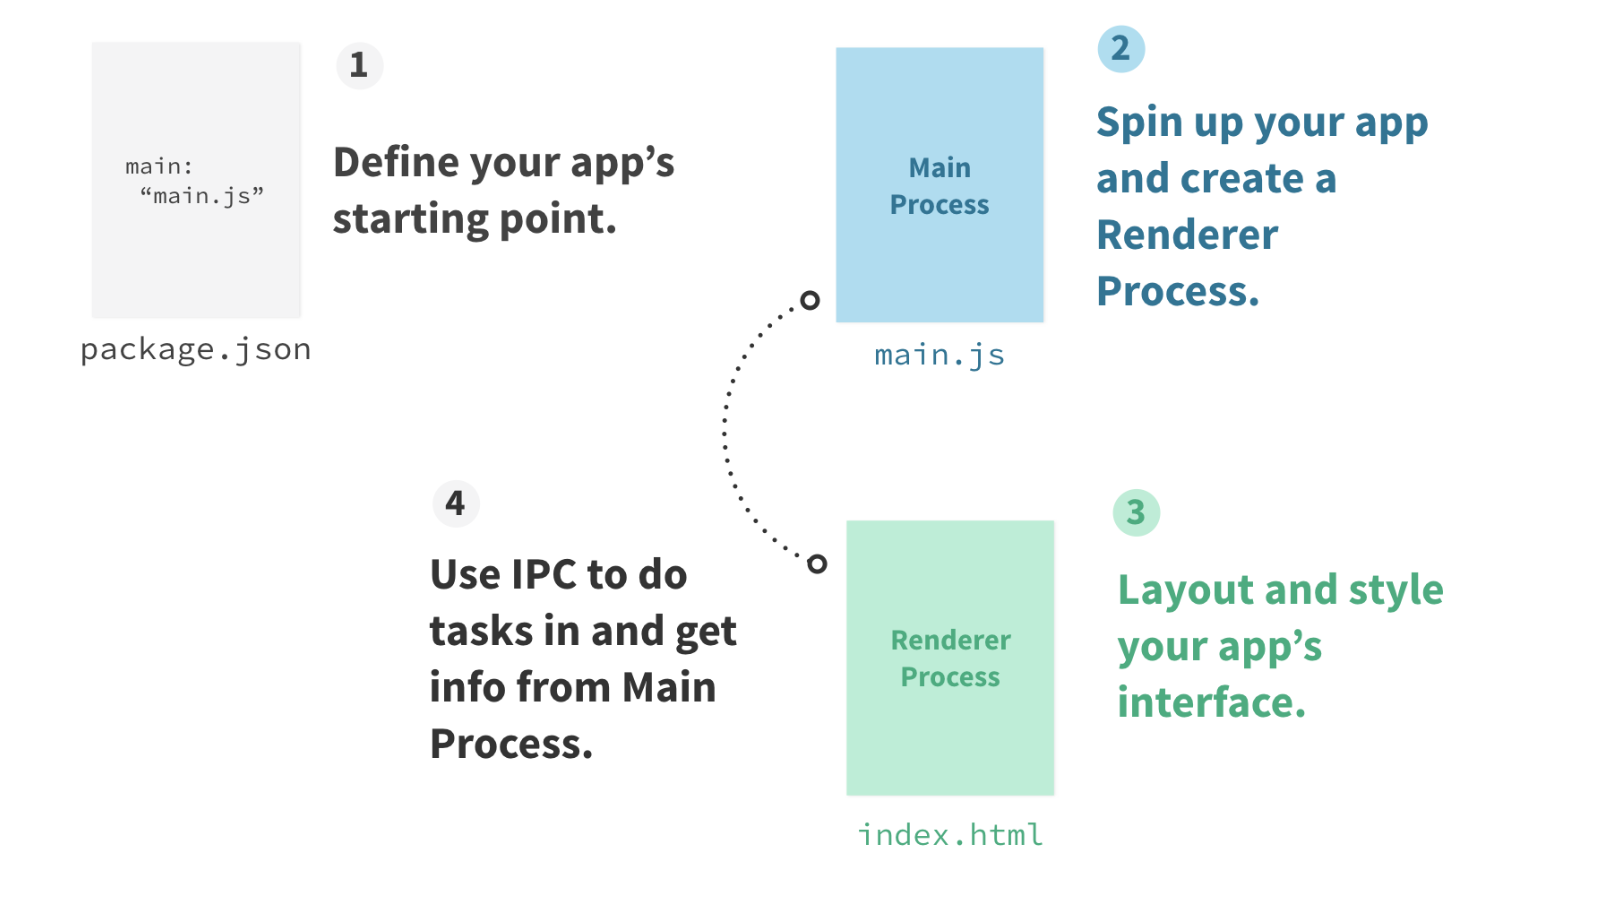 1
main:
“main.js”
Define your app’s
starting point.
package.json
2
Main
Process
Spin up your app
and create a
Renderer
Process.
main.js
3
Renderer
Process
Layout and style
your app’s
interface.
index.html
4
Use IPC to do
tasks in and get
info from Main
Process.